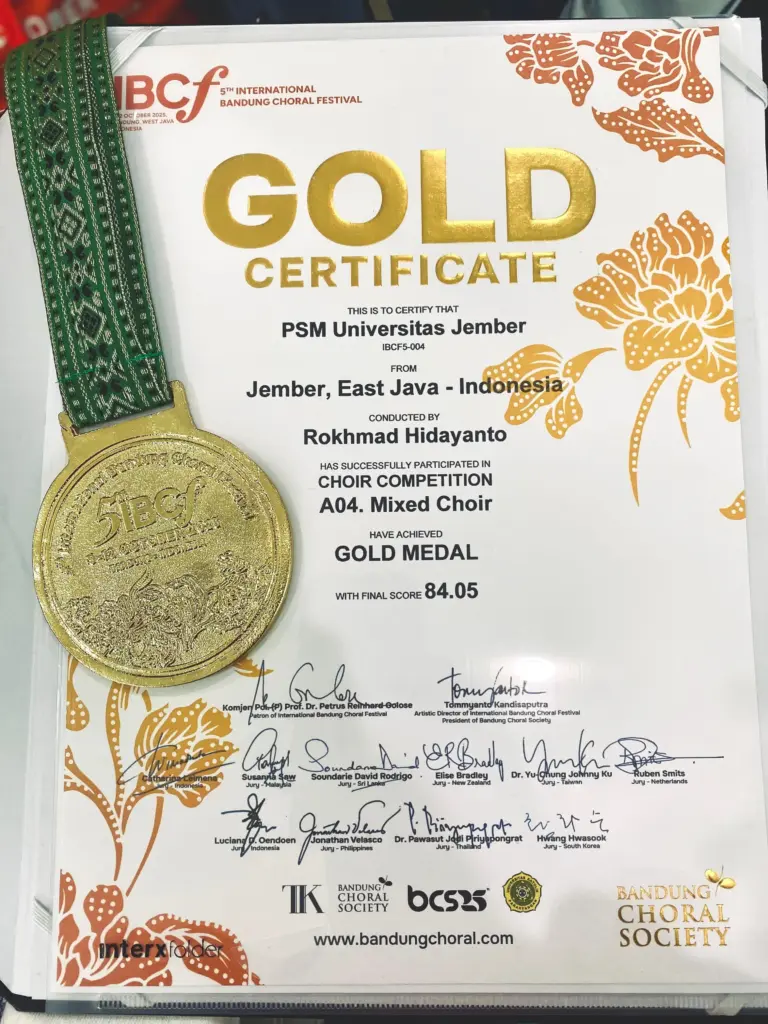 IBCf
5TH INTERNATIONAL
BANDUNG CHORAL FESTIVAL
GOLD
CERTIFICATE
THIS IS TO CERTIFY THAT
PSM Universitas Jember
IBCF5-004
FROM
Jember, East Java - Indonesia
CONDUCTED BY
Rokhmad Hidayanto
HAS SUCCESSFULLY PARTICIPATED IN
CHOIR COMPETITION
A04. Mixed Choir
HAVE ACHIEVED
GOLD MEDAL
WITH FINAL SCORE 84.05
5th IBCf
Komjen Pol (P) Prof. Dr. Petrus Reinhard Golose
Patron of International Bandung Choral Festival
Tommyanto Kandisaputra
Artistic Director of International Bandung Choral Festival
President of Bandung Choral Society
Catharina Leimena
Jury - Indonesia
Susanna Saw
Jury - Malaysia
Soundarie David Rodrigo
Jury - Sri Lanka
Elise Bradley
Jury - New Zealand
Dr. Yu-Chung Johnny Ku
Jury - Taiwan
Ruben Smits
Jury - Netherlands
Luciana D. Oendoen
Jury - Indonesia
Jonathan Velasco
Jury - Philippines
Dr. Pawasut Jodi Piriyapongrat
Jury - Thailand
Hwang Hwasook
Jury - South Korea
TK
BANDUNG
CHORAL
SOCIETY
bcs25
www.bandungchoral.com
interxfolder
BANDUNG
CHORAL
SOCIETY